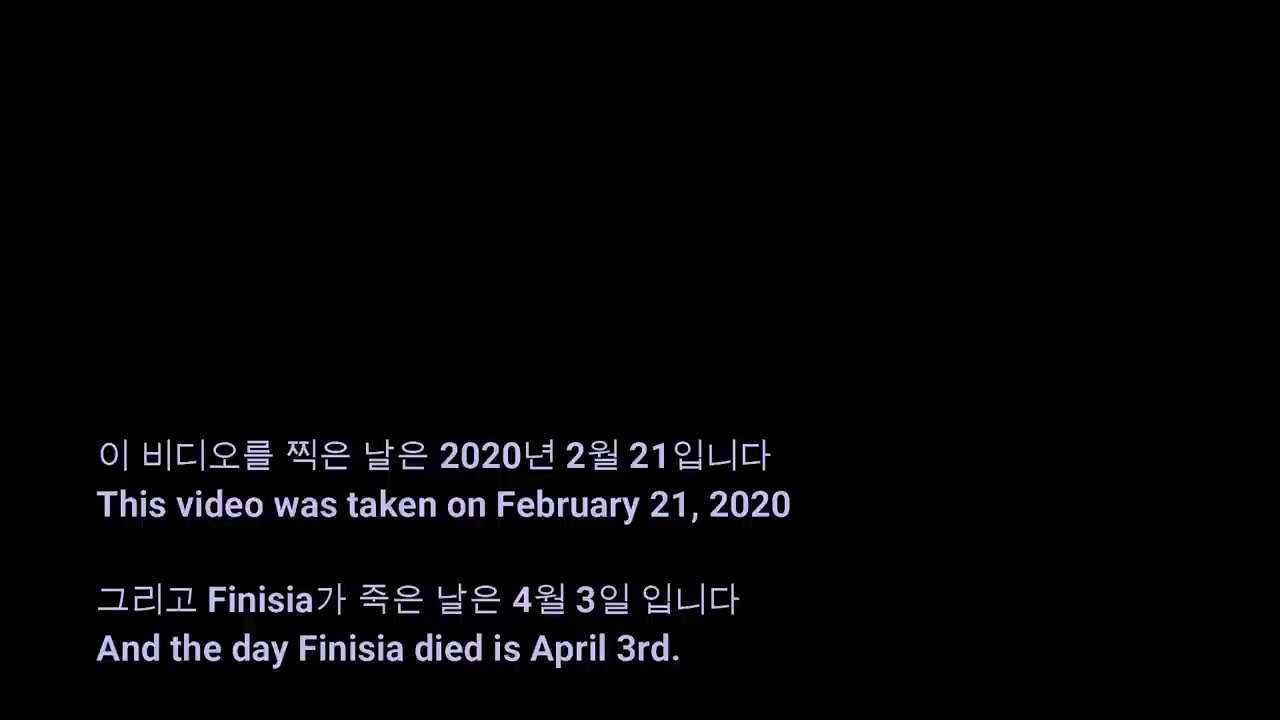 이 비디오를 찍은 날은 2020년 2월 21입니다
This video was taken on February 21, 2020
그리고 Finisia가 죽은 날은 4월 3일 입니다
And the day Finisia died is April 3rd.